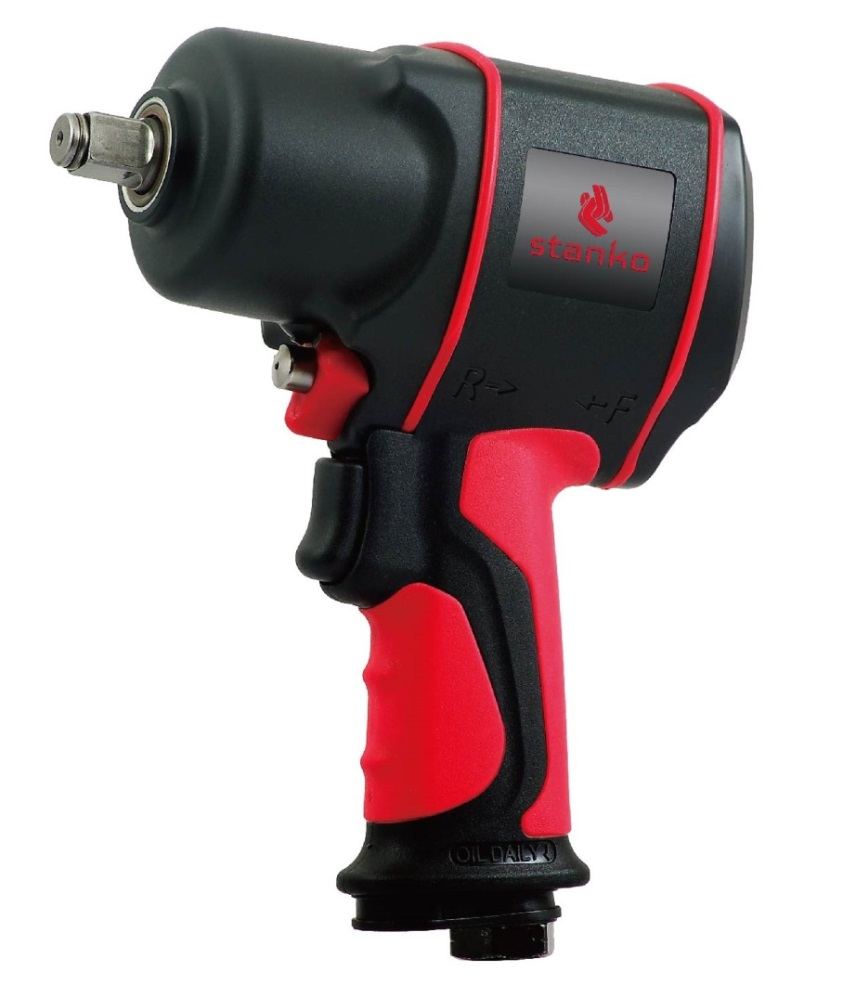 stanko
R→ ←F
OIL DAILY